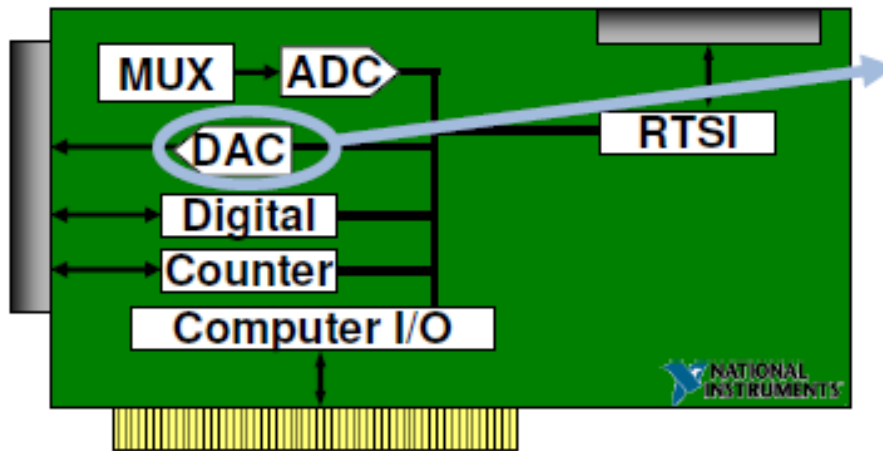 MUX
ADC
DAC
RTSI
Digital
Counter
Computer I/O
NATIONAL
INSTRUMENTS